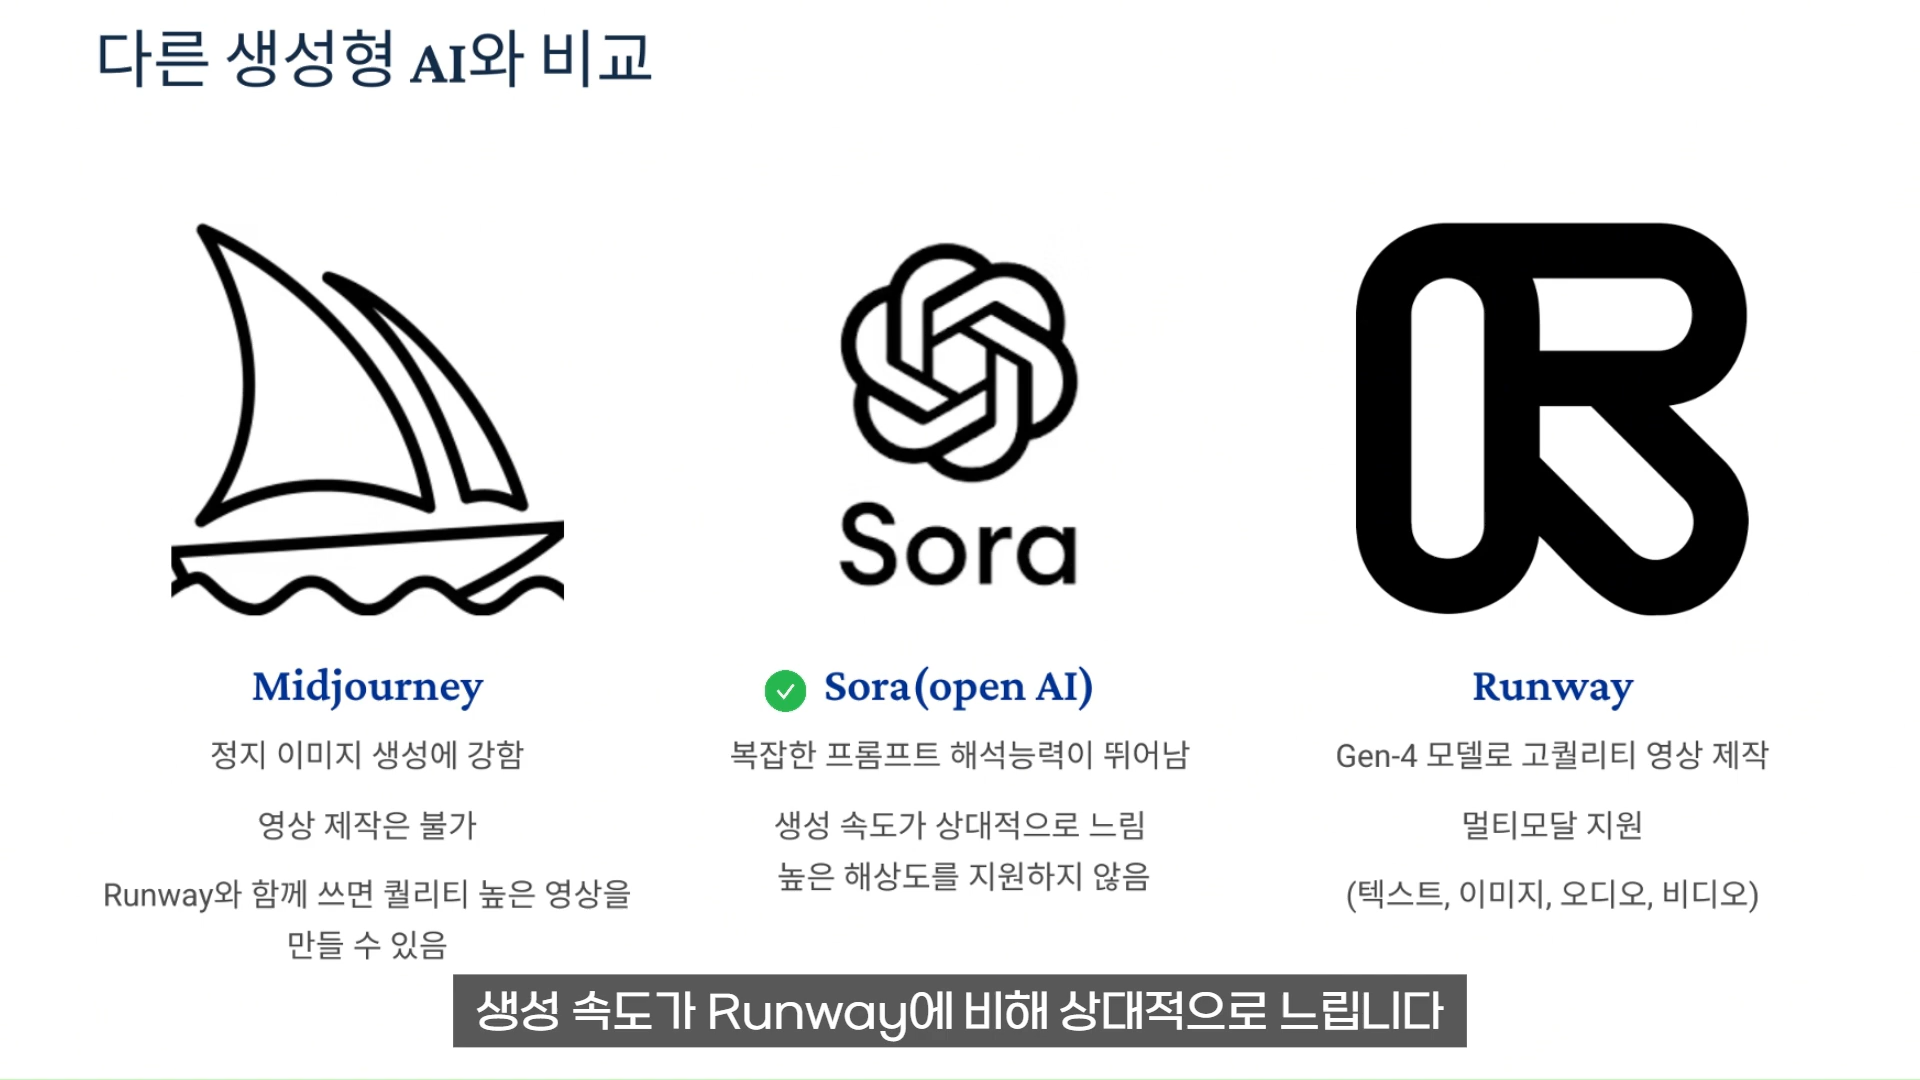 다른 생성형 AI와 비교
Sora
Midjourney
정지 이미지 생성에 강함
영상 제작은 불가
Runway와 함께 쓰면 퀄리티 높은 영상을
만들 수 있음
Sora(open AI)
복잡한 프롬프트 해석능력이 뛰어남
생성 속도가 상대적으로 느림
높은 해상도를 지원하지 않음
Runway
Gen-4 모델로 고퀄리티 영상 제작
멀티모달 지원
(텍스트, 이미지, 오디오, 비디오)
생성 속도가 Runway에 비해 상대적으로 느립니다